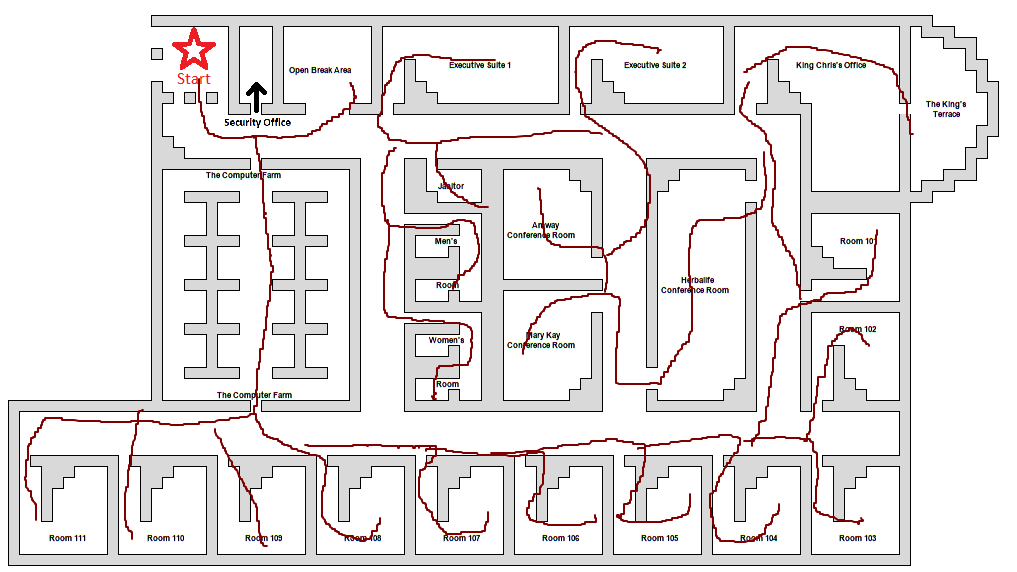 Start
Open Break Area
Security Office
Executive Suite 1
Executive Suite 2
King Chris's Office
The King's
Terrace
The Computer Farm
Janitor
Men's
Room
Amway
Conference Room
Herbalife
Conference Room
Room 101
Women's
Room
Mary Kay
Conference Room
Room 102
The Computer Farm
Room 111
Room 110
Room 109
Room 108
Room 107
Room 106
Room 105
Room 104
Room 103